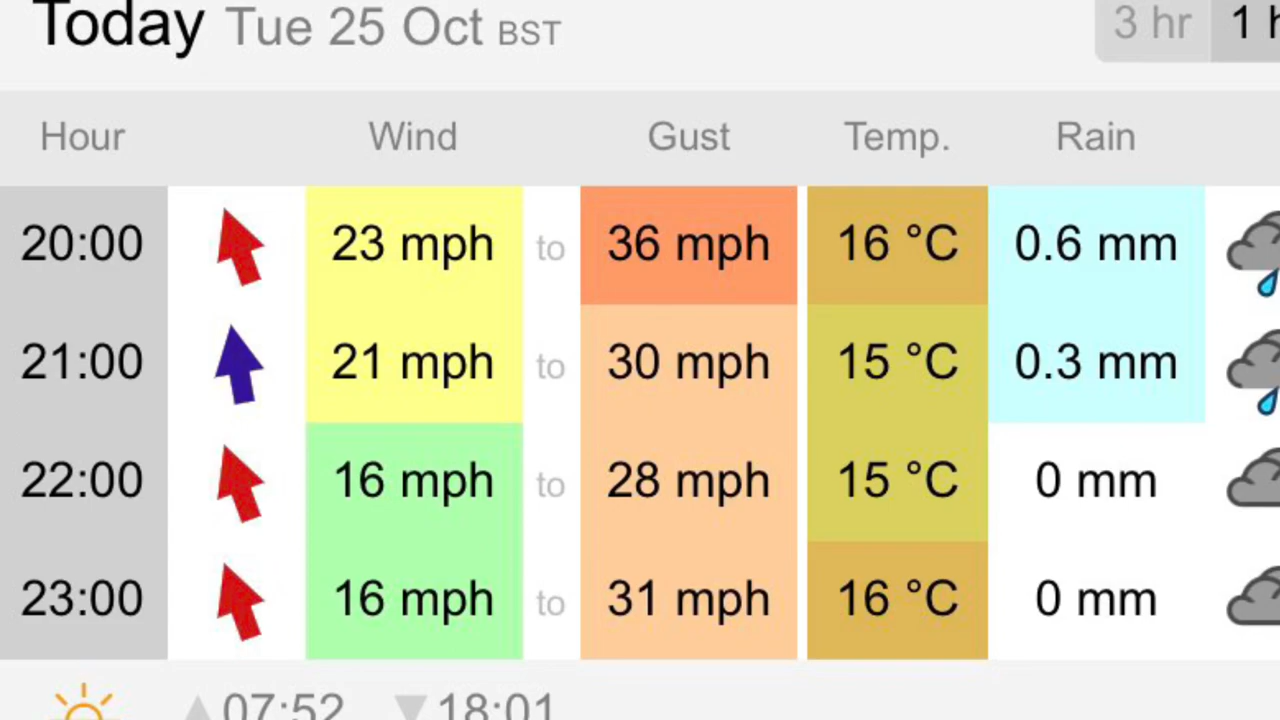 Today Tue 25 Oct BST 3 hr 1 h
Hour Wind Gust Temp. Rain
20:00 23 mph to 36 mph 16 °C 0.6 mm
21:00 21 mph to 30 mph 15 °C 0.3 mm
22:00 16 mph to 28 mph 15 °C 0 mm
23:00 16 mph to 31 mph 16 °C 0 mm
▲07:52 ▼18:01